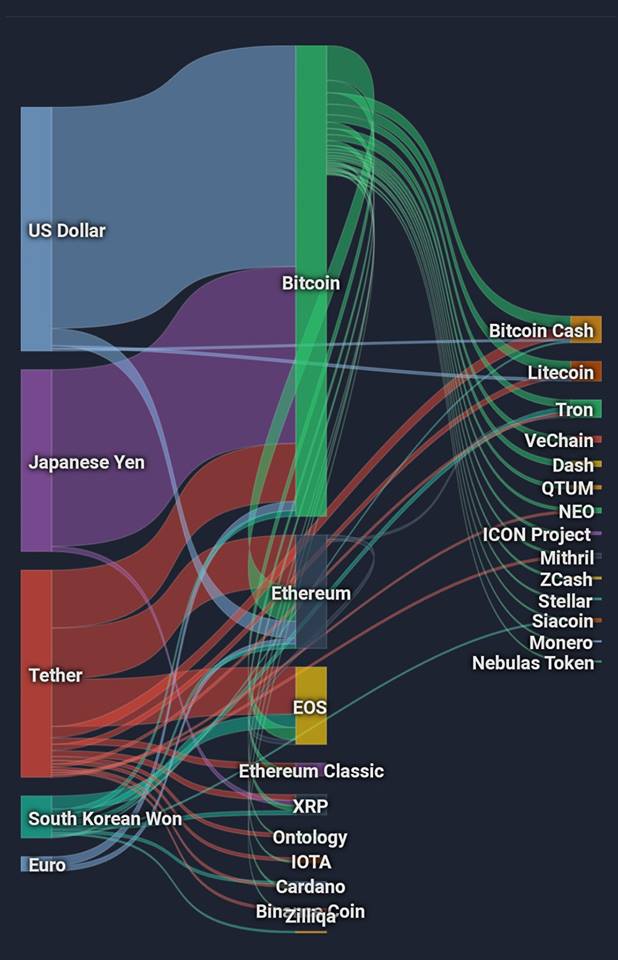 US Dollar
Japanese Yen
Tether
South Korean Won
Euro
Bitcoin
Ethereum
EOS
Ethereum Classic
XRP
Ontology
IOTA
Cardano
Binance Coin
Zilliqa
Bitcoin Cash
Litecoin
Tron
VeChain
Dash
QTUM
NEO
ICON Project
Mithril
ZCash
Stellar
Siacoin
Monero
Nebulas Token